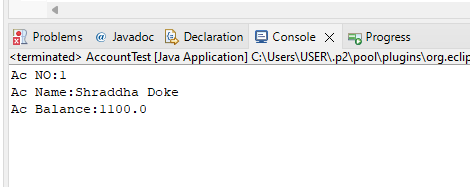 Problems @ Javadoc Declaration Console Progress
<terminated> AccountTest [Java Application] C:\Users\USER\.p2\pool\plugins\org.eclip
Ac NO:1
Ac Name:Shraddha Doke
Ac Balance:1100.0